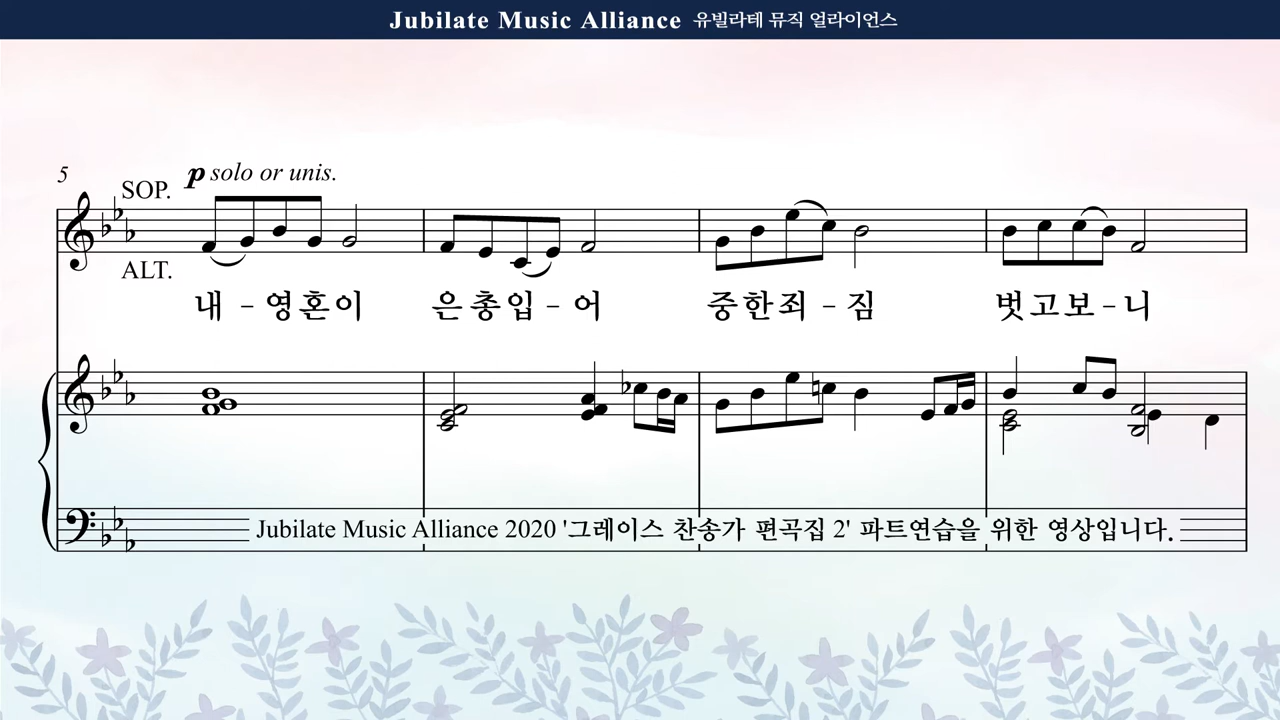 Jubilate Music Alliance 유빌라테 뮤직 얼라이언스
5
p solo or unis.
SOP.
ALT.
내 - 영혼이 은총입 - 어 중한죄 - 짐 벗고보 - 니
Jubilate Music Alliance 2020 '그레이스 찬송가 편곡집 2' 파트연습을 위한 영상입니다.